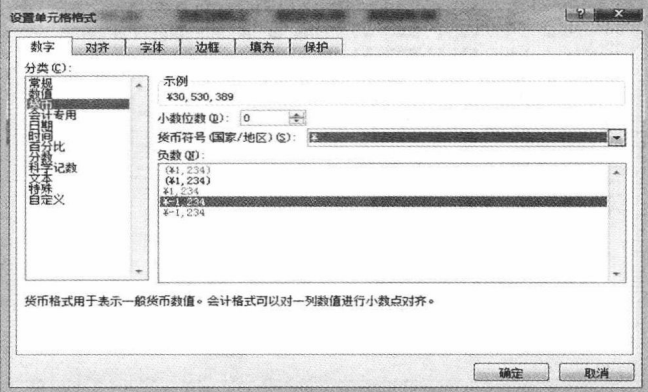 设置单元格格式
数字 对齐 字体 边框 填充 保护
分类(C):
常规
数值
货币
会计专用
日期
时间
百分比
分数
科学记数
文本
特殊
自定义
示例
¥30,530,389
小数位数(D): 0
货币符号(国家/地区)(S): ¥
负数(N):
(¥1,234)
(¥1,234)
¥1,234
¥-1,234
¥-1,234
货币格式用于表示一般货币数值。会计格式可以对一列数值进行小数点对齐。
确定 取消